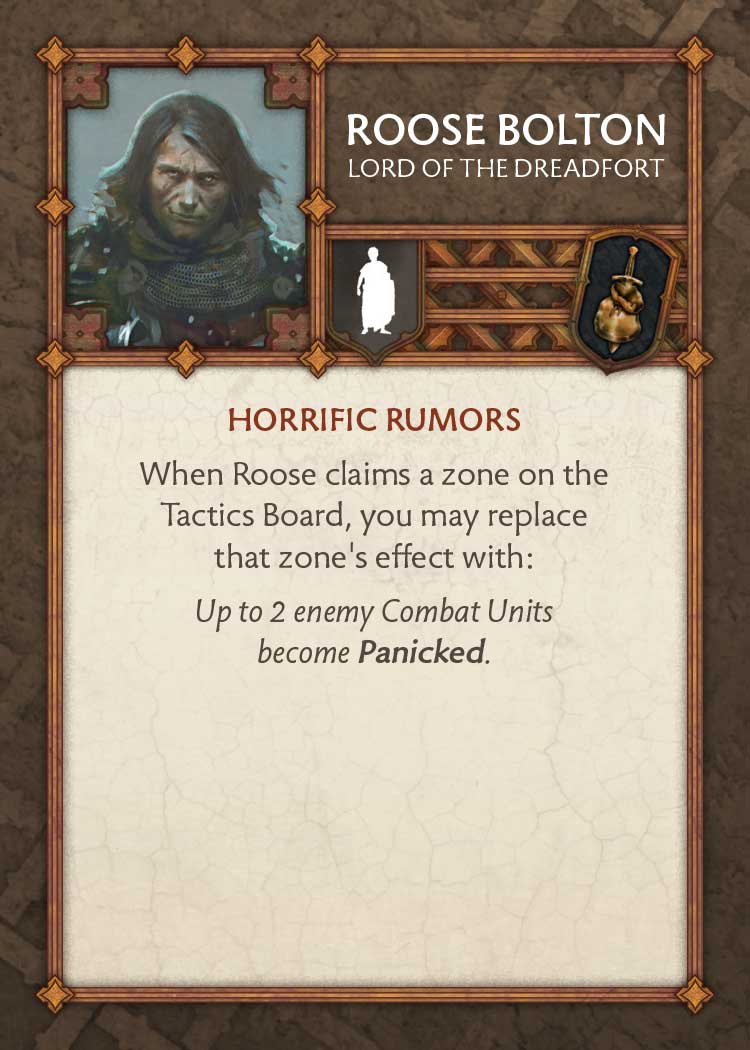 ROOSE BOLTON
LORD OF THE DREADFORT
HORRIFIC RUMORS
When Roose claims a zone on the
Tactics Board, you may replace
that zone's effect with:
Up to 2 enemy Combat Units
become Panicked.